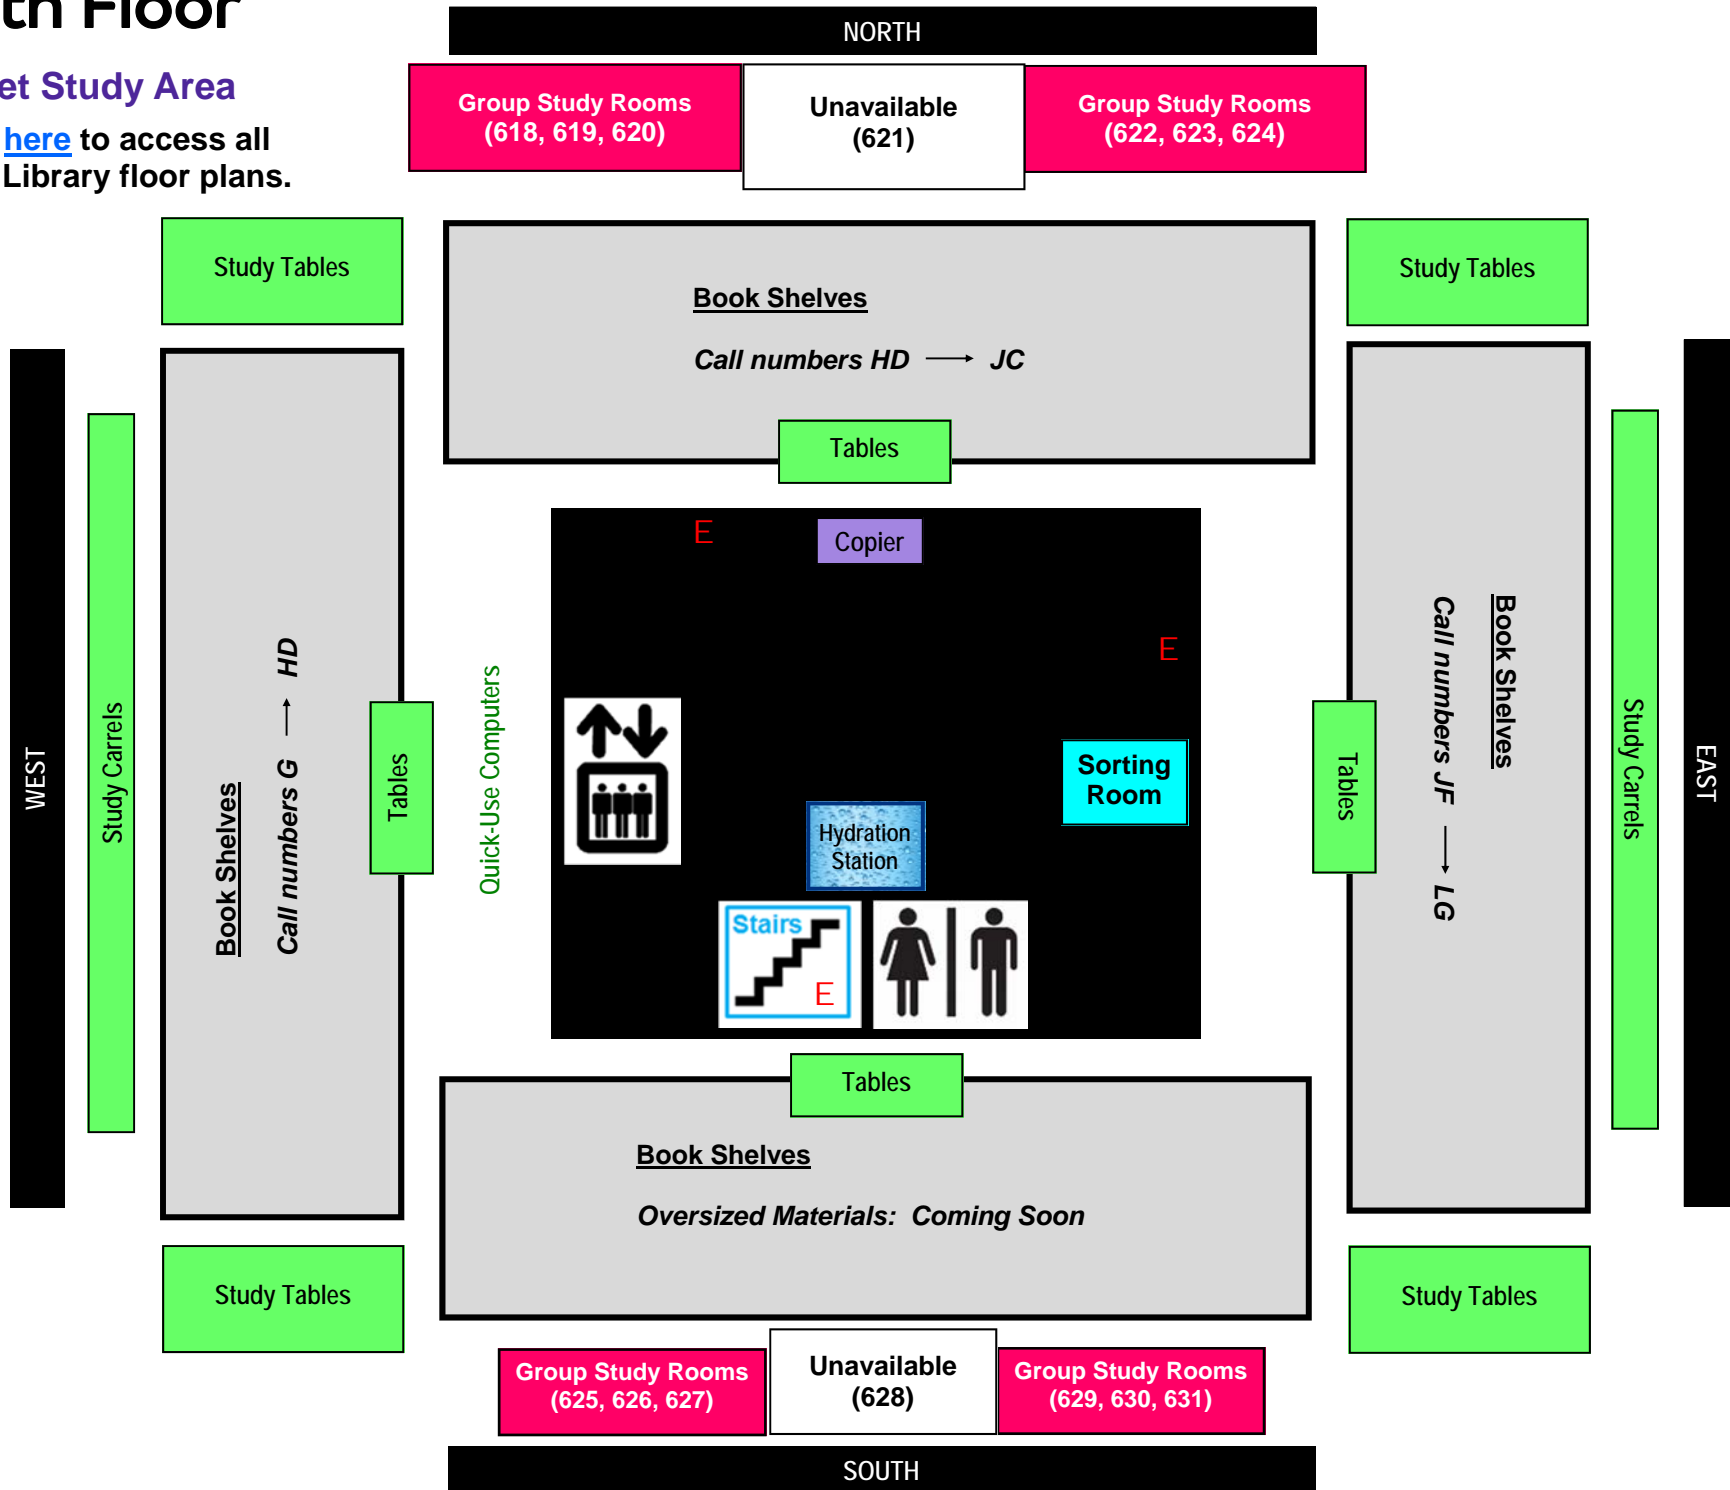 th Floor
et Study Area
here to access all
Library floor plans.
NORTH
Group Study Rooms
(618, 619, 620)
Unavailable
(621)
Group Study Rooms
(622, 623, 624)
Study Tables
Book Shelves
Call numbers HD → JC
Tables
Study Tables
WEST
Study Carrels
Book Shelves
Call numbers G → HD
Tables
Quick-Use Computers
E
Copier
E
Sorting
Room
Hydration
Station
Stairs
E
Tables
Call numbers JF → LG
Book Shelves
Study Carrels
EAST
Tables
Book Shelves
Oversized Materials: Coming Soon
Study Tables
Study Tables
Group Study Rooms
(625, 626, 627)
Unavailable
(628)
Group Study Rooms
(629, 630, 631)
SOUTH